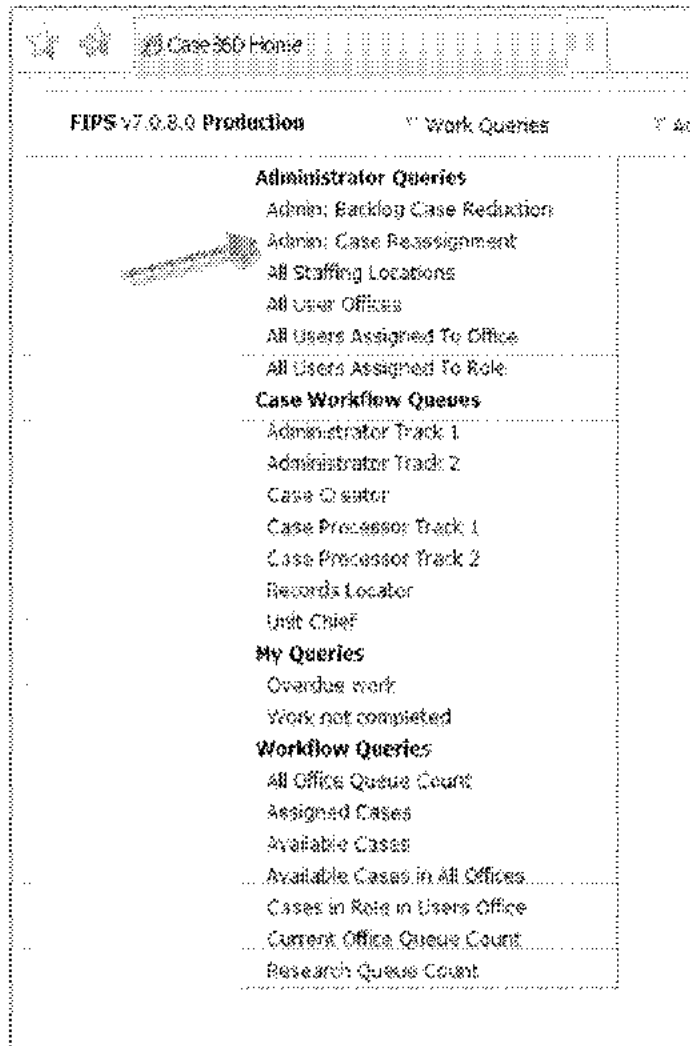 Case360 Home
FIPS v7.0.8.0 Production
Work Queries
Administrator Queries
Admin: Backlog Case Reduction
Admin: Case Reassignment
All Staffing Locations
All User Offices
All Users Assigned To Office
All Users Assigned To Role
Case Workflow Queues
Administrator Track 1
Administrator Track 2
Case Creator
Case Processor Track 1
Case Processor Track 2
Records Locator
Unit Chief
My Queries
Overdue work
Work not completed
Workflow Queries
All Office Queue Count
Assigned Cases
Available Cases
Available Cases in All Offices
Cases in Role in Users Office
Current Office Queue Count
Research Queue Count